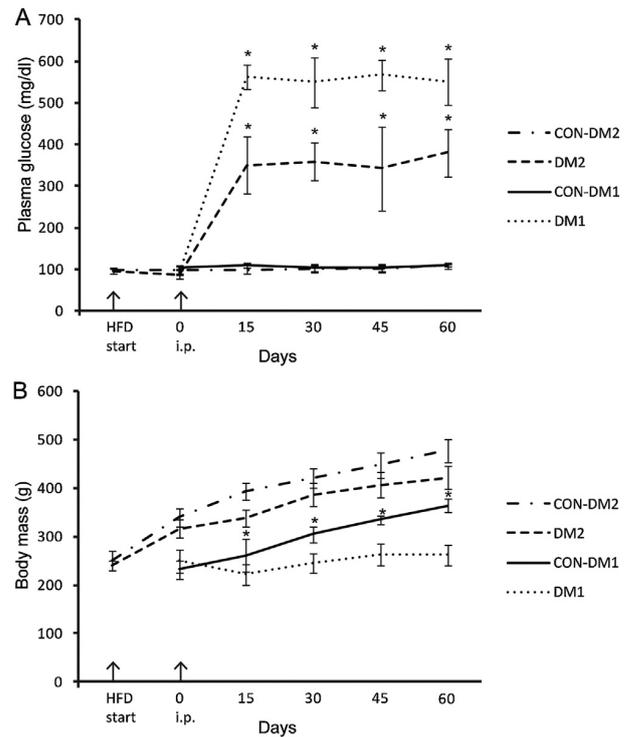 A
700
600
500
400
300
200
100
0
Plasma glucose (mg/dl)
* * * *
* * * *
HFD start
0 i.p.
15
30
45
60
Days
CON-DM2
DM2
CON-DM1
DM1
B
600
500
400
300
200
100
0
Body mass (g)
* * * *
HFD start
0 i.p.
15
30
45
60
Days
CON-DM2
DM2
CON-DM1
DM1